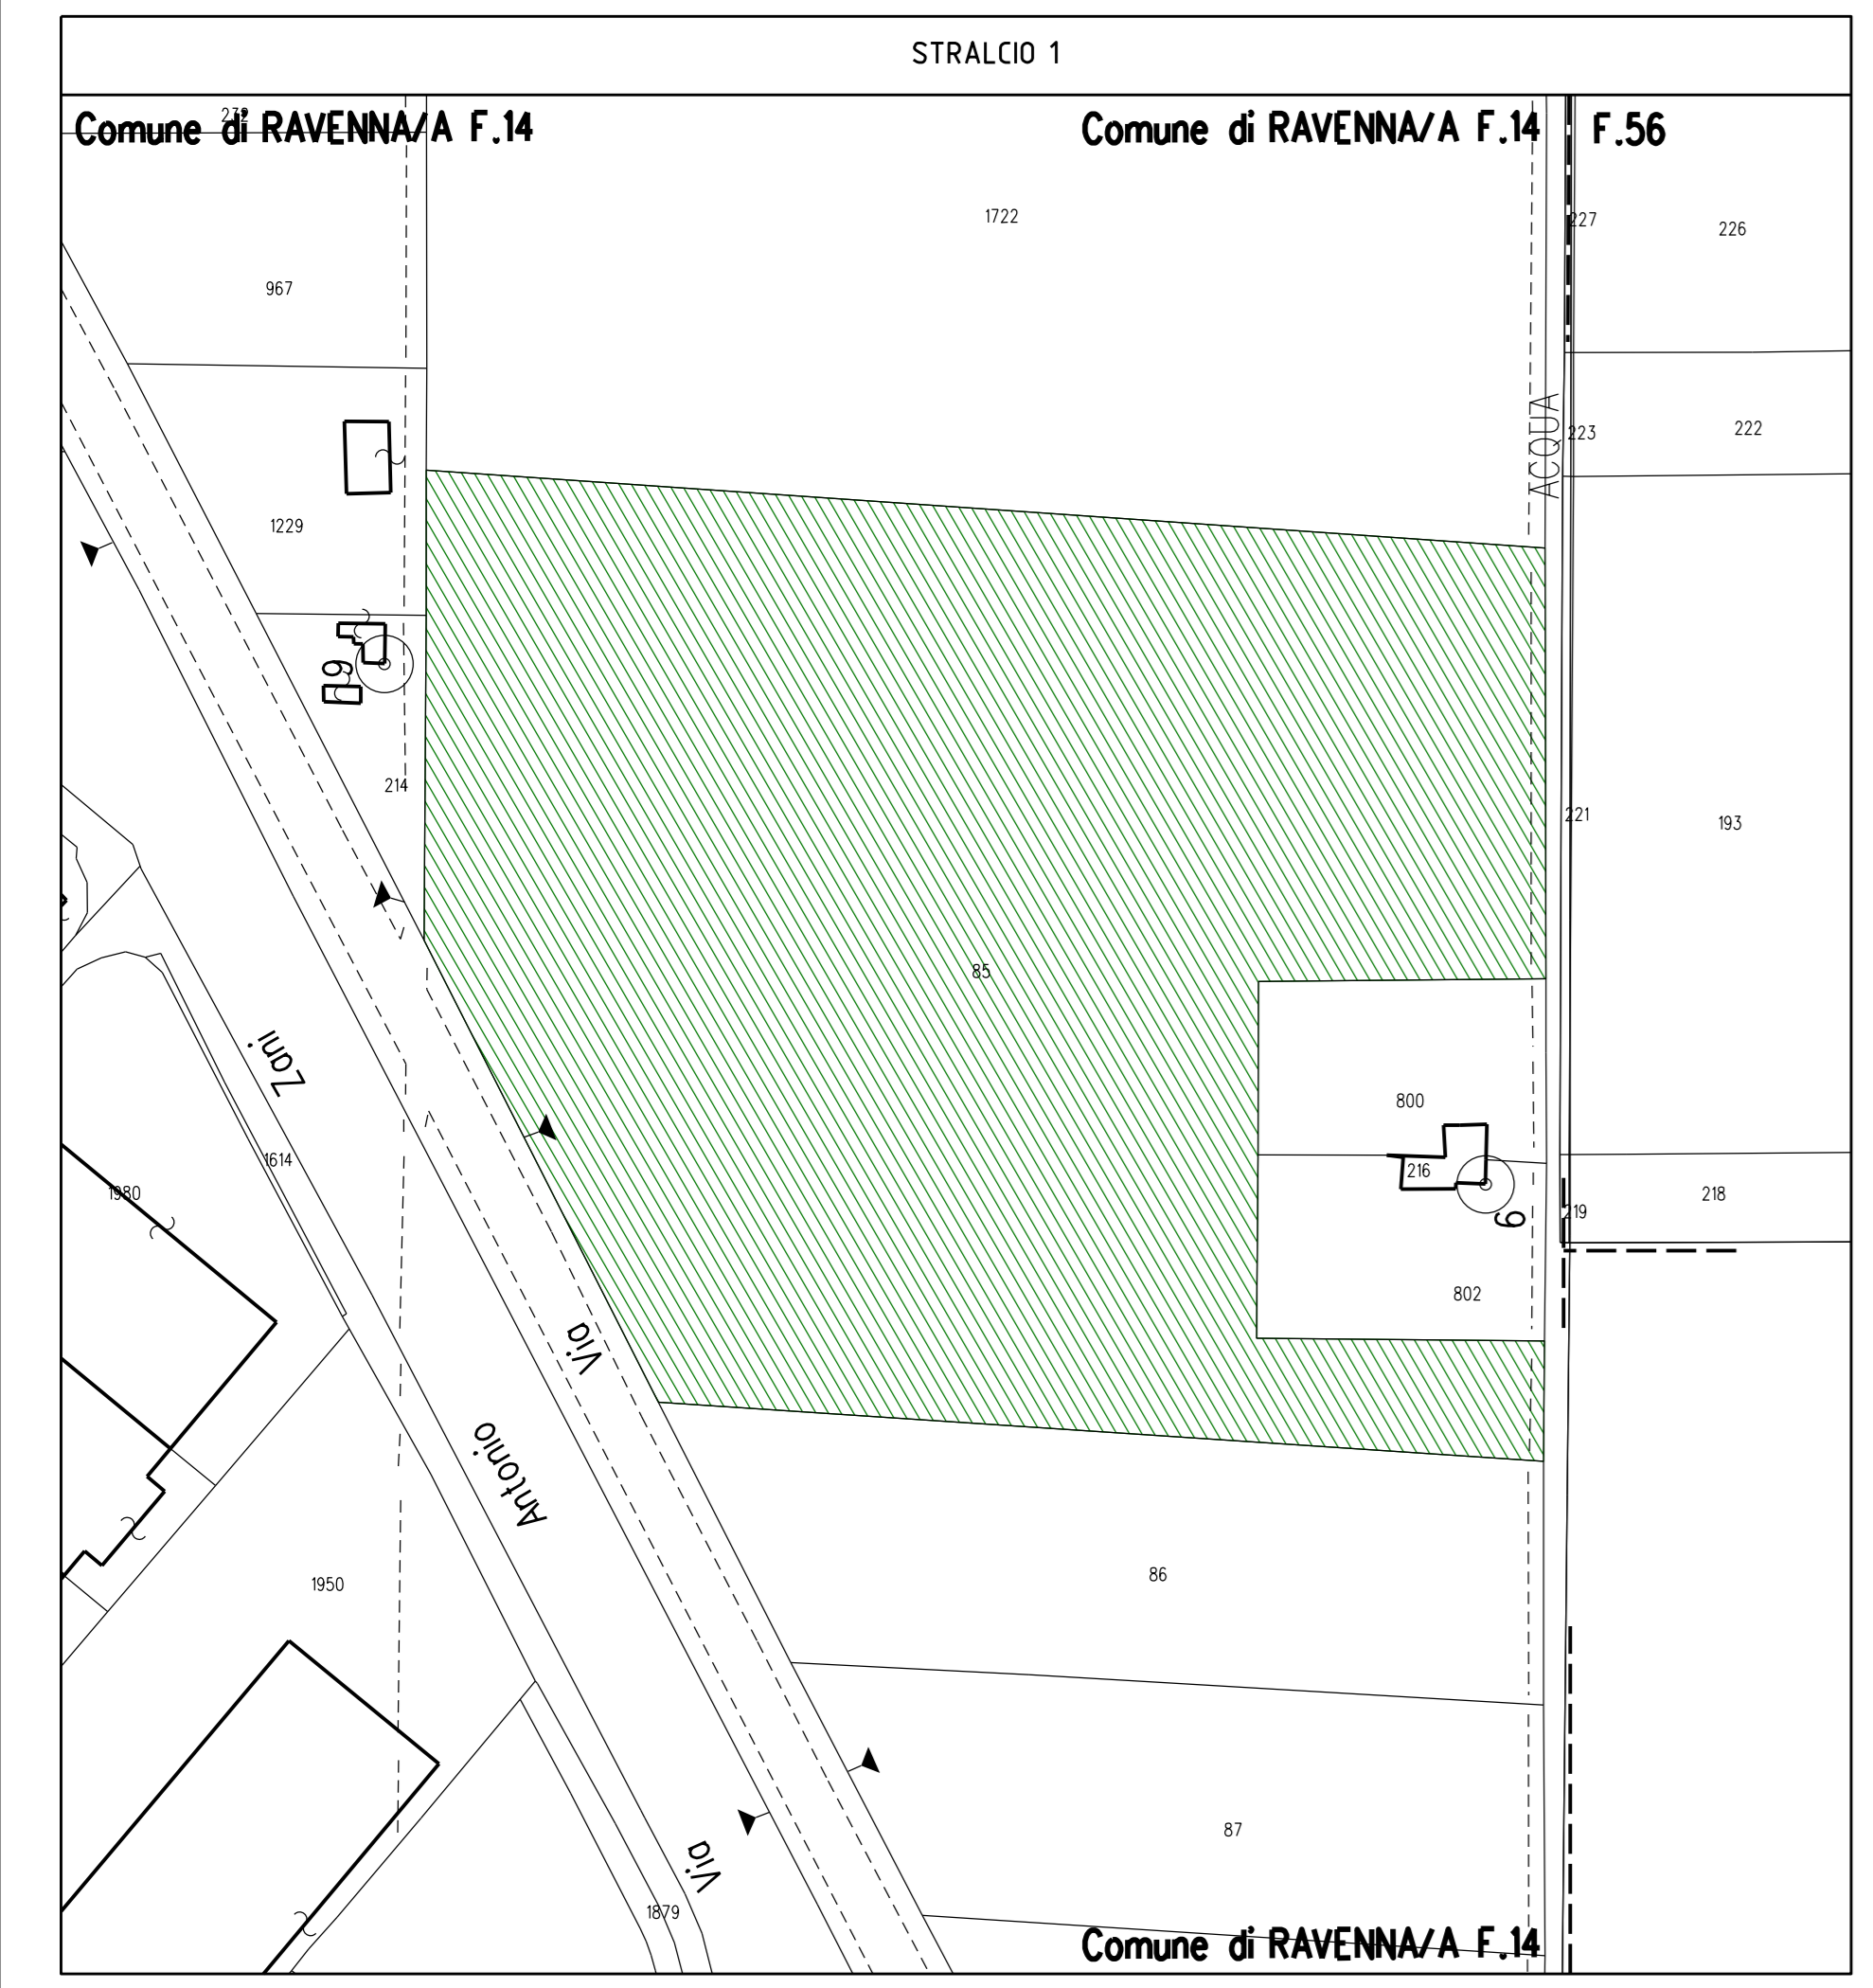 STRALCIO 1
272
Comune di RAVENNA/A F.14
Comune di RAVENNA/A F.14
F.56
1722
227
226
967
ACQUA
223
222
1229
214
221
193
85
Zani
800
1614
216
1980
218
219
802
Via
Antonio
86
1950
87
Via
1879
Comune di RAVENNA/A F.14